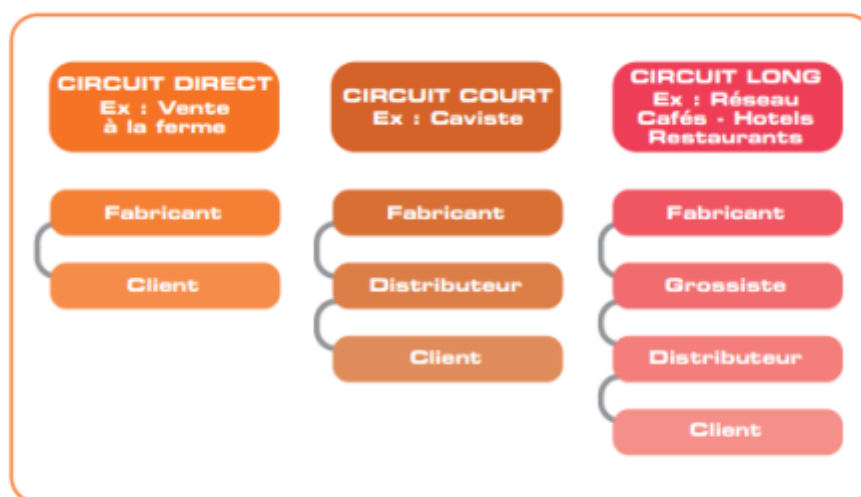 CIRCUIT DIRECT
Ex : Vente
à la ferme
Fabricant
Client
CIRCUIT COURT
Ex : Caviste
Fabricant
Distributeur
Client
CIRCUIT LONG
Ex : Réseau
Cafés - Hotels
Restaurants
Fabricant
Grossiste
Distributeur
Client